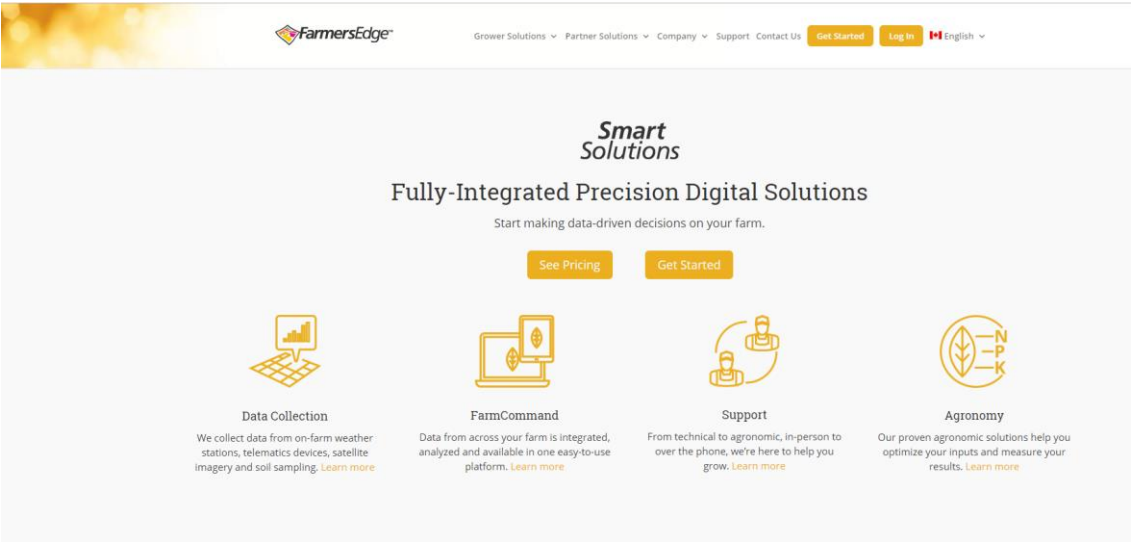 FarmersEdge™
Grower Solutions Partner Solutions Company Support Contact Us Get Started Log In English
Smart
Solutions
Fully-Integrated Precision Digital Solutions
Start making data-driven decisions on your farm.
See Pricing Get Started
N
P
K
Data Collection
We collect data from on-farm weather
stations, telematics devices, satellite
imagery and soil sampling. Learn more
FarmCommand
Data from across your farm is integrated,
analyzed and available in one easy-to-use
platform. Learn more
Support
From technical to agronomic, in-person to
over the phone, we're here to help you
grow. Learn more
Agronomy
Our proven agronomic solutions help you
optimize your inputs and measure your
results. Learn more